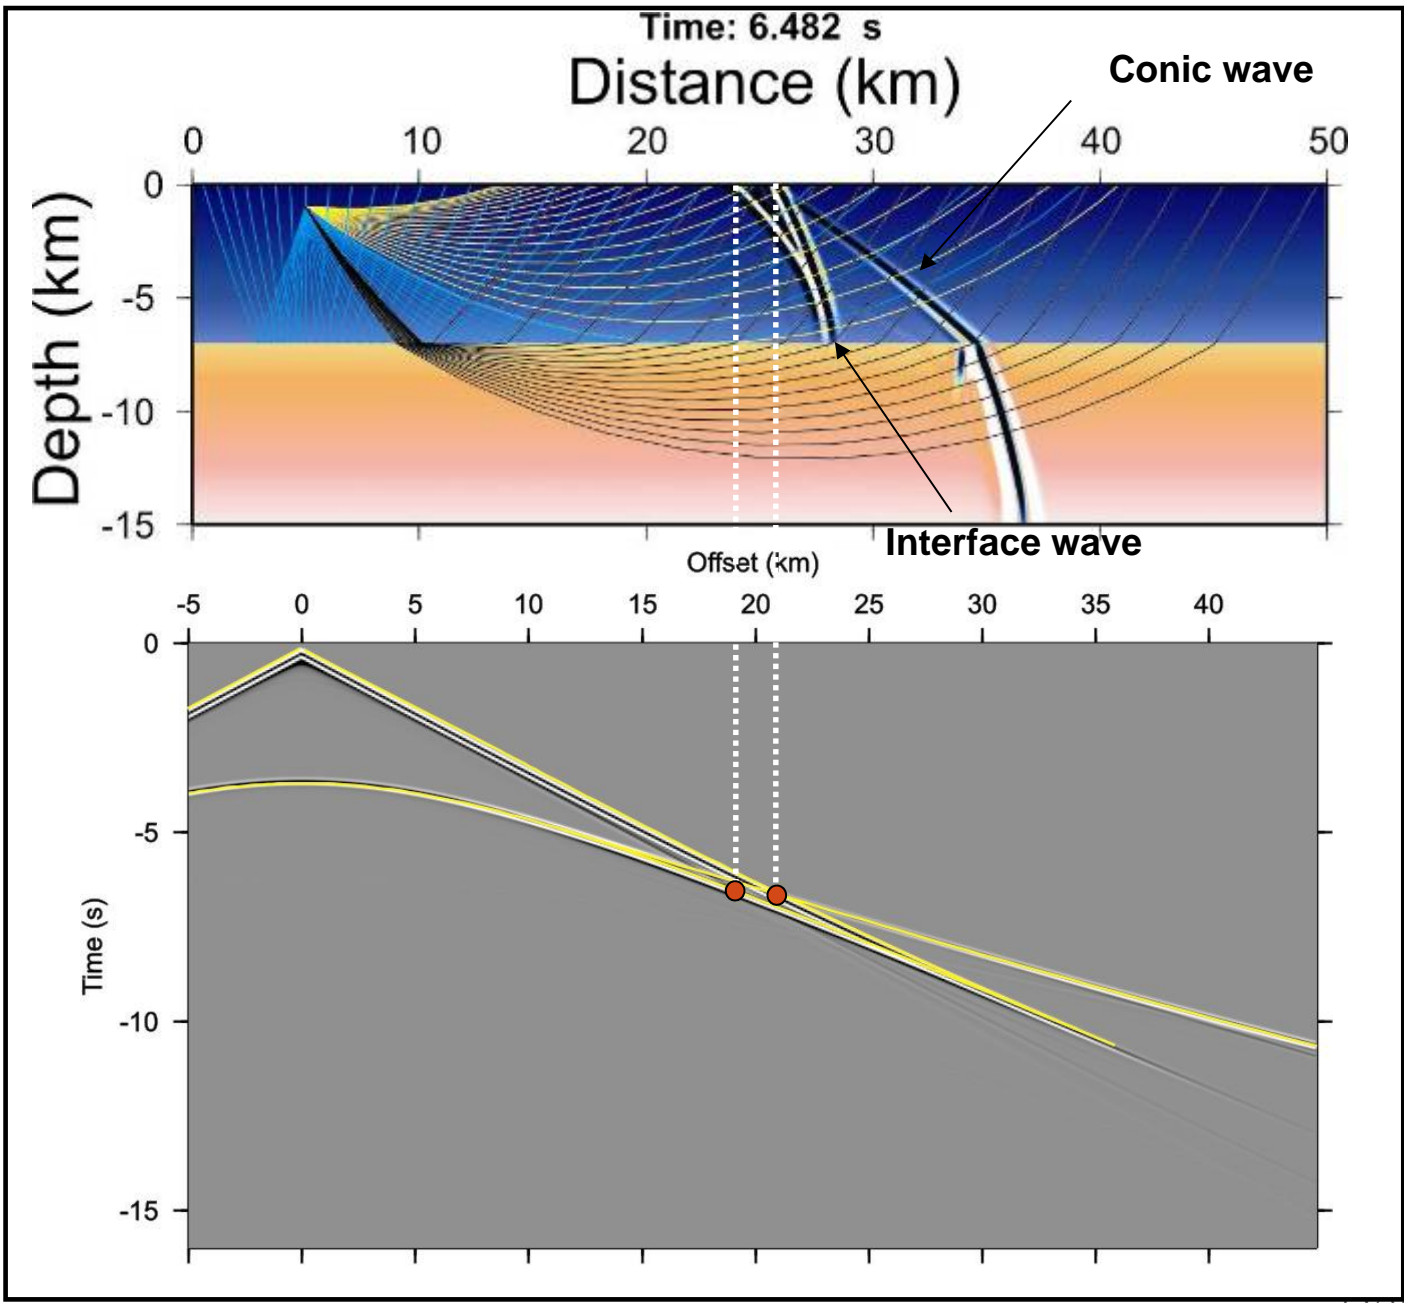 Time: 6.482 s
Distance (km)
Conic wave
0 10 20 30 40 50
Depth (km)
0
-5
-10
-15
Interface wave
Offset (km)
-5 0 5 10 15 20 25 30 35 40
Time (s)
0
-5
-10
-15